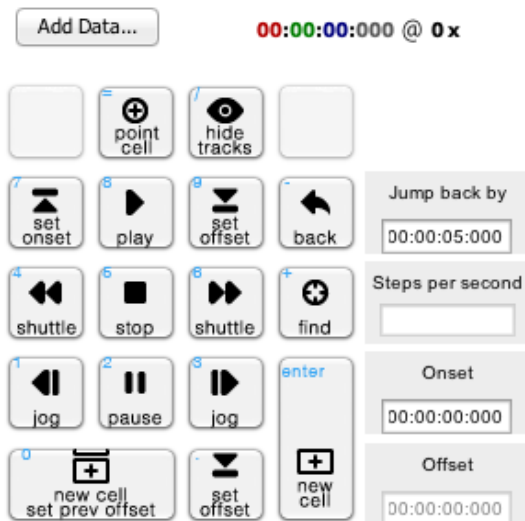 Add Data...
00:00:00:000 @ 0 x
=
point
cell
/
hide
tracks
7
set
onset
8
play
9
set
offset
-
back
Jump back by
00:00:05:000
4
shuttle
5
stop
6
shuttle
+
find
Steps per second
1
jog
2
pause
3
jog
enter
new
cell
Onset
00:00:00:000
0
new cell
set prev offset
.
set
offset
Offset
00:00:00:000